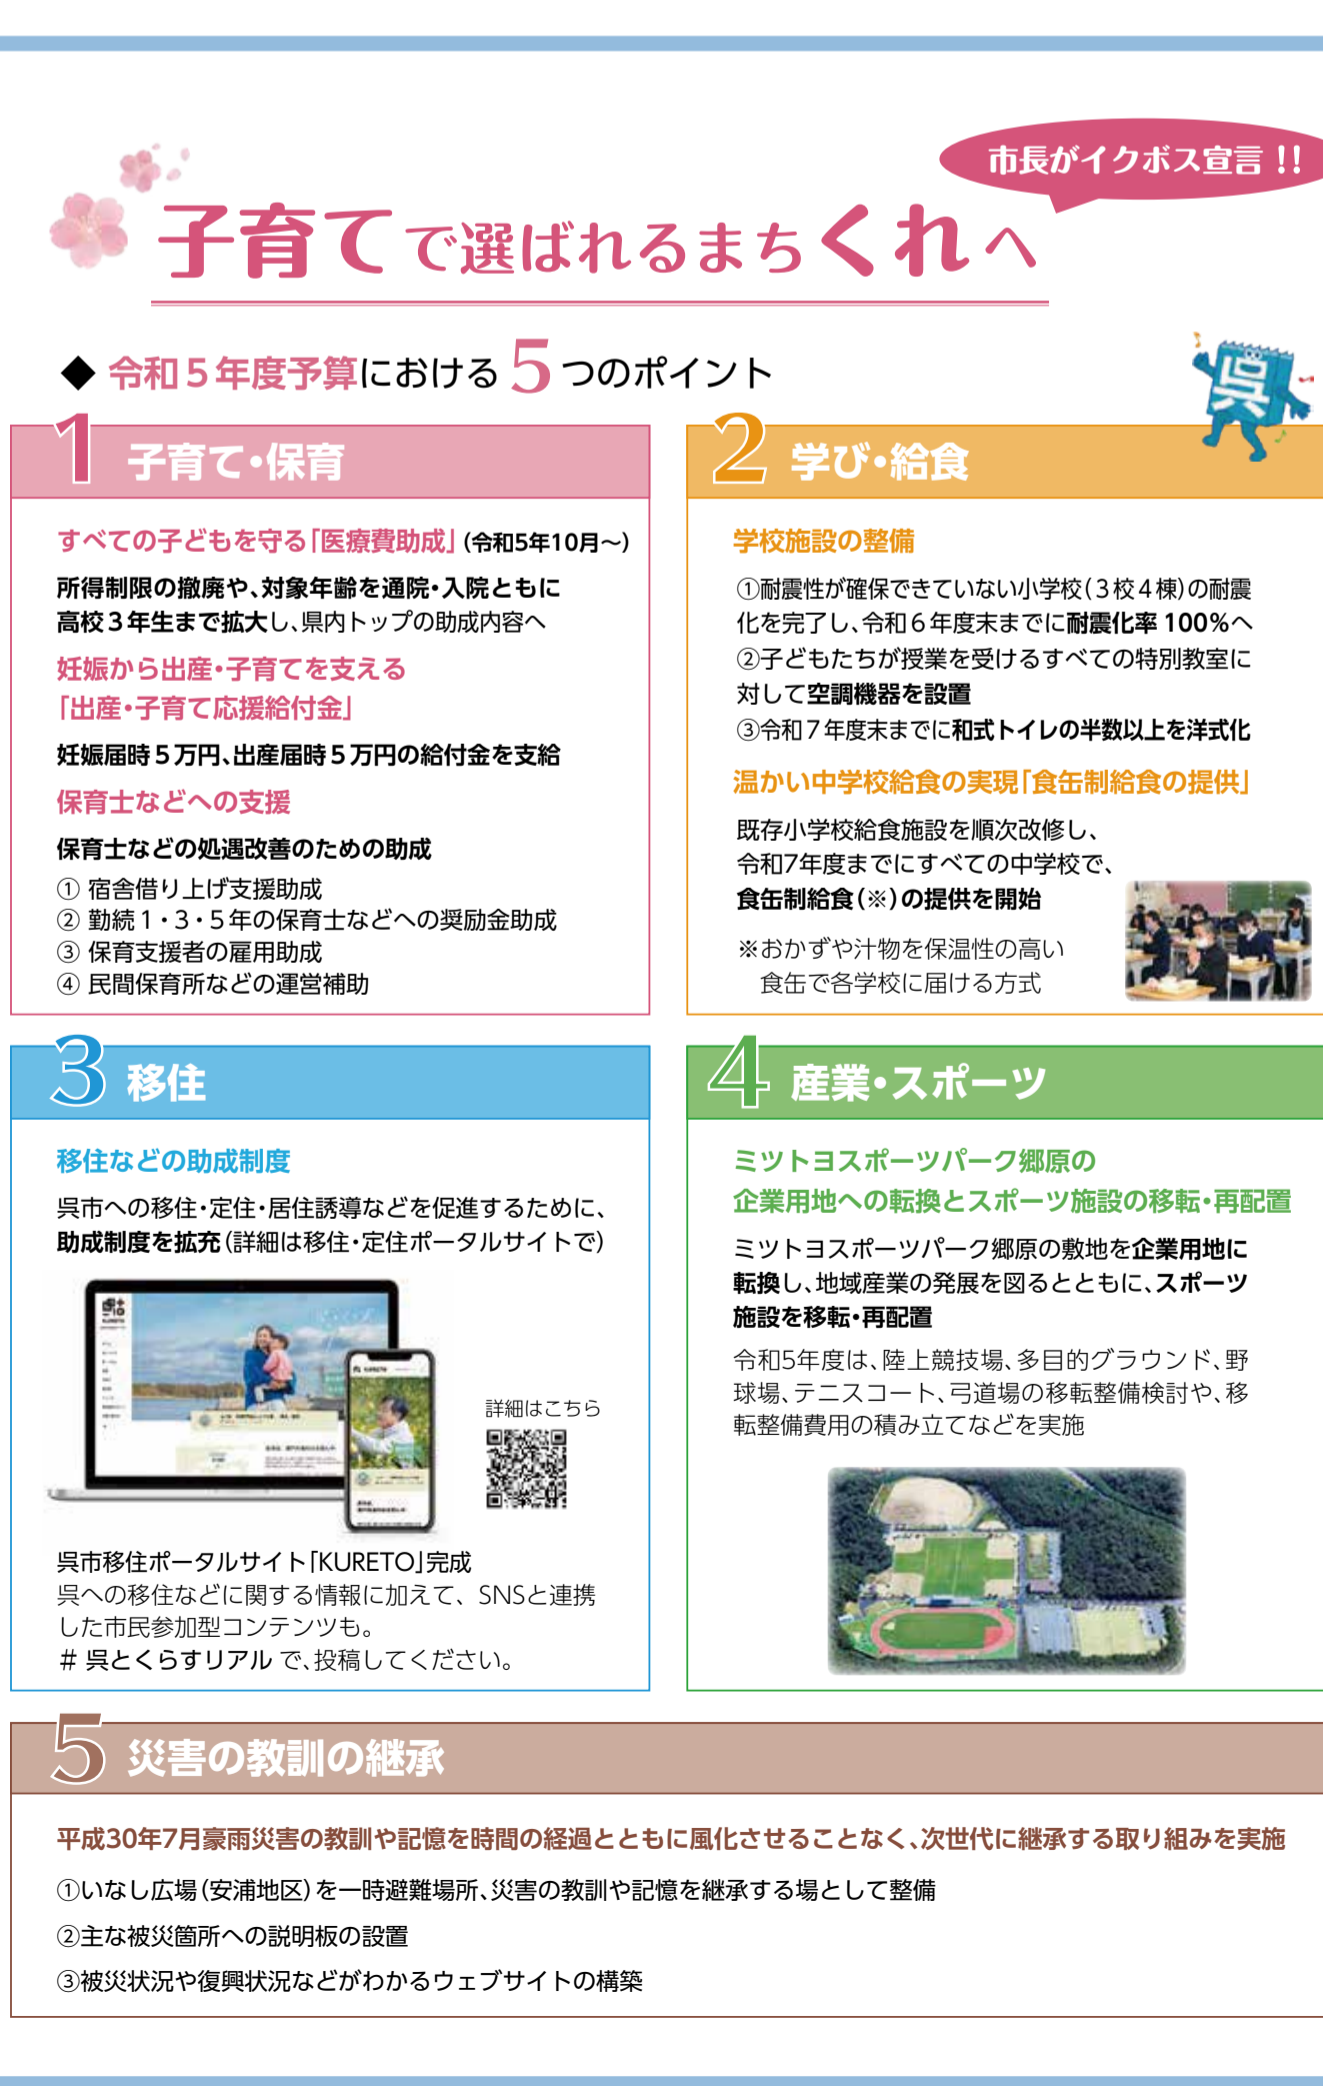 市長がイクボス宣言!!
子育てで選ばれるまちくれへ
◆ 令和5年度予算における5つのポイント
呉
1 子育て・保育
すべての子どもを守る「医療費助成」(令和5年10月～)
所得制限の撤廃や、対象年齢を通院・入院ともに
高校3年生まで拡大し、県内トップの助成内容へ
妊娠から出産・子育てを支える
「出産・子育て応援給付金」
妊娠届時5万円、出産届時5万円の給付金を支給
保育士などへの支援
保育士などの処遇改善のための助成
① 宿舎借り上げ支援助成
② 勤続1・3・5年の保育士などへの奨励金助成
③ 保育支援者の雇用助成
④ 民間保育所などの運営補助
2 学び・給食
学校施設の整備
①耐震性が確保できていない小学校(3校4棟)の耐震
化を完了し、令和6年度末までに耐震化率 100%へ
②子どもたちが授業を受けるすべての特別教室に
対して空調機器を設置
③令和7年度末までに和式トイレの半数以上を洋式化
温かい中学校給食の実現「食缶制給食の提供」
既存小学校給食施設を順次改修し、
令和7年度までにすべての中学校で、
食缶制給食(※)の提供を開始
※おかずや汁物を保温性の高い
食缶で各学校に届ける方式
3 移住
移住などの助成制度
呉市への移住・定住・居住誘導などを促進するために、
助成制度を拡充(詳細は移住・定住ポータルサイトで)
KURETO
KURETO
詳細はこちら
呉市移住ポータルサイト「KURETO」完成
呉への移住などに関する情報に加えて、SNSと連携
した市民参加型コンテンツも。
# 呉とくらすリアル で、投稿してください。
4 産業・スポーツ
ミツトヨスポーツパーク郷原の
企業用地への転換とスポーツ施設の移転・再配置
ミツトヨスポーツパーク郷原の敷地を企業用地に
転換し、地域産業の発展を図るとともに、スポーツ
施設を移転・再配置
令和5年度は、陸上競技場、多目的グラウンド、野
球場、テニスコート、弓道場の移転整備検討や、移
転整備費用の積み立てなどを実施
5 災害の教訓の継承
平成30年7月豪雨災害の教訓や記憶を時間の経過とともに風化させることなく、次世代に継承する取り組みを実施
①いなし広場(安浦地区)を一時避難場所、災害の教訓や記憶を継承する場として整備
②主な被災箇所への説明板の設置
③被災状況や復興状況などがわかるウェブサイトの構築